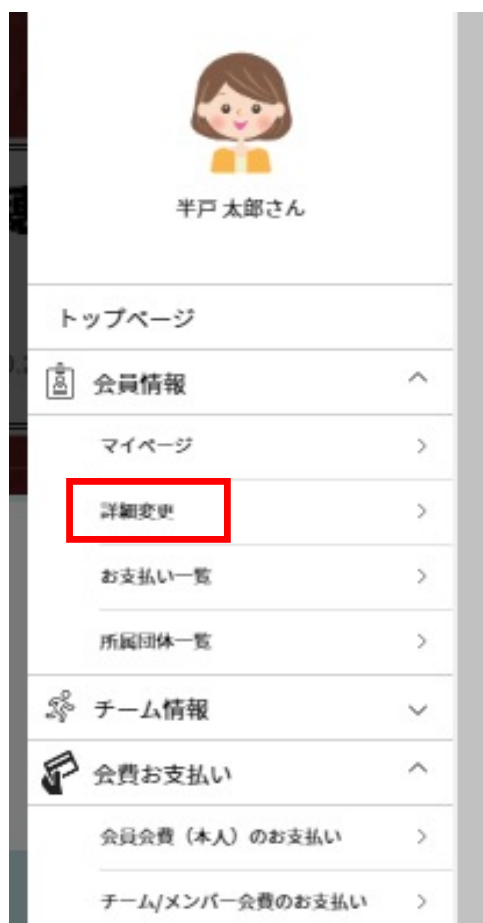 半戸 太郎さん
トップページ
会員情報
マイページ
詳細変更
お支払い一覧
所属団体一覧
チーム情報
会費お支払い
会員会費（本人）のお支払い
チーム/メンバー会費のお支払い